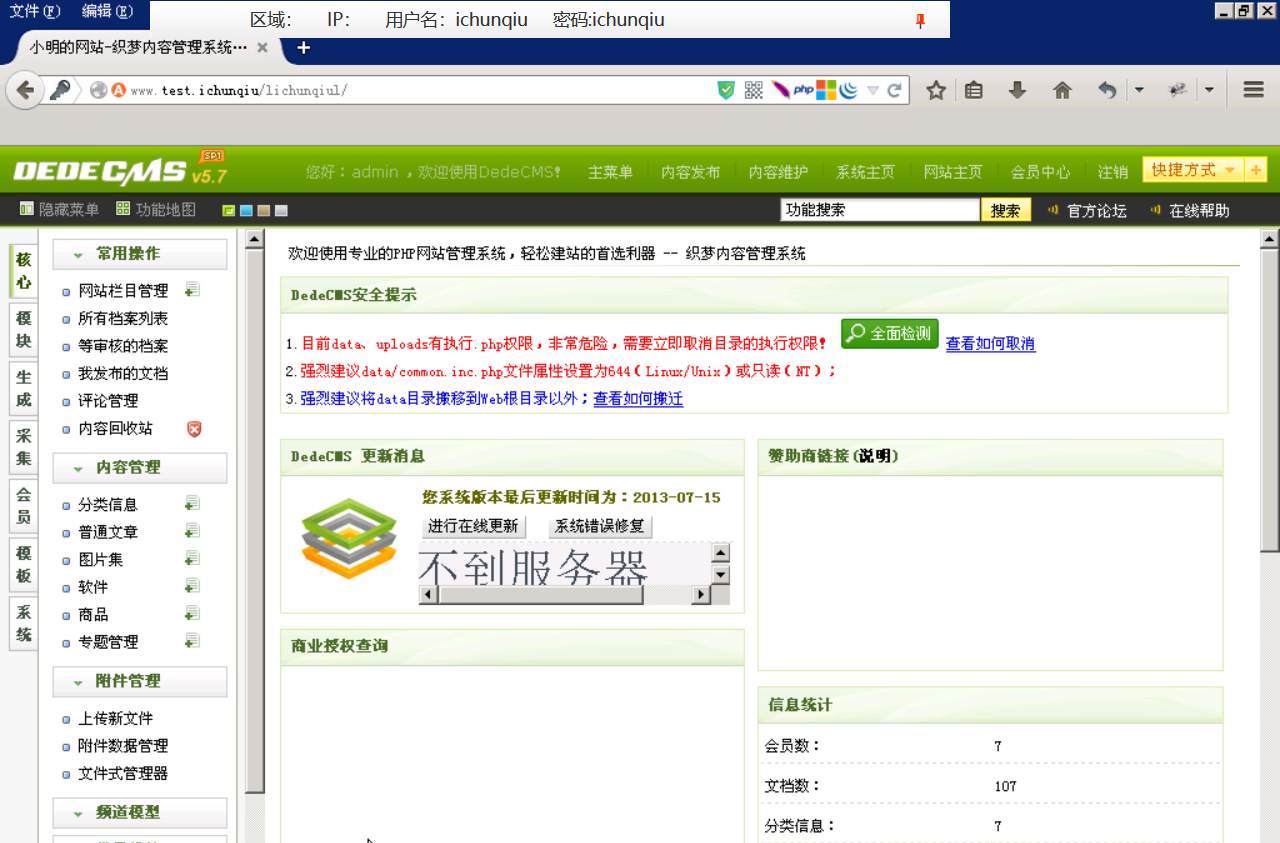 文件(F) 编辑(E) 区域： IP： 用户名：ichunqiu 密码:ichunqiu
小明的网站-织梦内容管理系统···
www.test.ichunqiu/lichunqiul/
php
DEDECMS v5.7 SP1
您好：admin ，欢迎使用DedeCMS！ 主菜单 内容发布 内容维护 系统主页 网站主页 会员中心 注销 快捷方式 +
隐藏菜单 功能地图 功能搜索 搜索 官方论坛 在线帮助
核心
模块
生成
采集
会员
模板
系统
常用操作
网站栏目管理
所有档案列表
等审核的档案
我发布的文档
评论管理
内容回收站
内容管理
分类信息
普通文章
图片集
软件
商品
专题管理
附件管理
上传新文件
附件数据管理
文件式管理器
频道模型
欢迎使用专业的PHP网站管理系统，轻松建站的首选利器 -- 织梦内容管理系统
DedeCMS安全提示
1.目前data、uploads有执行.php权限，非常危险，需要立即取消目录的执行权限！ 全面检测 查看如何取消
2.强烈建议data/common.inc.php文件属性设置为644（Linux/Unix）或只读（NT）；
3.强烈建议将data目录搬移到Web根目录以外；查看如何搬迁
DedeCMS 更新消息
您系统版本最后更新时间为：2013-07-15
进行在线更新 系统错误修复
不到服务器
商业授权查询
赞助商链接(说明)
信息统计
会员数： 7
文档数： 107
分类信息： 7